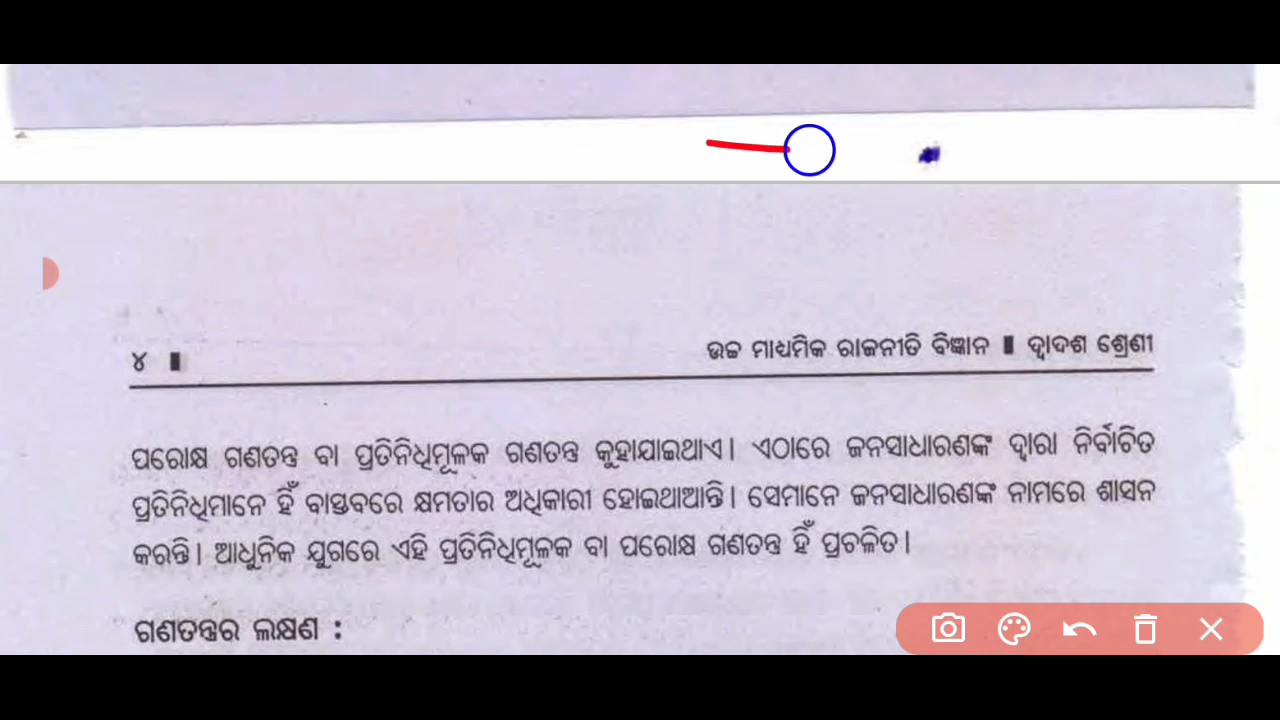 ୪ ▮ ଉଚ୍ଚ ମାଧ୍ୟମିକ ରାଜନୀତି ବିଜ୍ଞାନ ▮ ଦ୍ୱାଦଶ ଶ୍ରେଣୀ
ପରୋକ୍ଷ ଗଣତନ୍ତ୍ର ବା ପ୍ରତିନିଧିମୂଳକ ଗଣତନ୍ତ୍ର କୁହାଯାଇଥାଏ। ଏଠାରେ ଜନସାଧାରଣଙ୍କ ଦ୍ୱାରା ନିର୍ବାଚିତ
ପ୍ରତିନିଧିମାନେ ହିଁ ବାସ୍ତବରେ କ୍ଷମତାର ଅଧିକାରୀ ହୋଇଥାଆନ୍ତି। ସେମାନେ ଜନସାଧାରଣଙ୍କ ନାମରେ ଶାସନ
କରନ୍ତି। ଆଧୁନିକ ଯୁଗରେ ଏହି ପ୍ରତିନିଧିମୂଳକ ବା ପରୋକ୍ଷ ଗଣତନ୍ତ୍ର ହିଁ ପ୍ରଚଳିତ।
ଗଣତନ୍ତ୍ରର ଲକ୍ଷଣ :